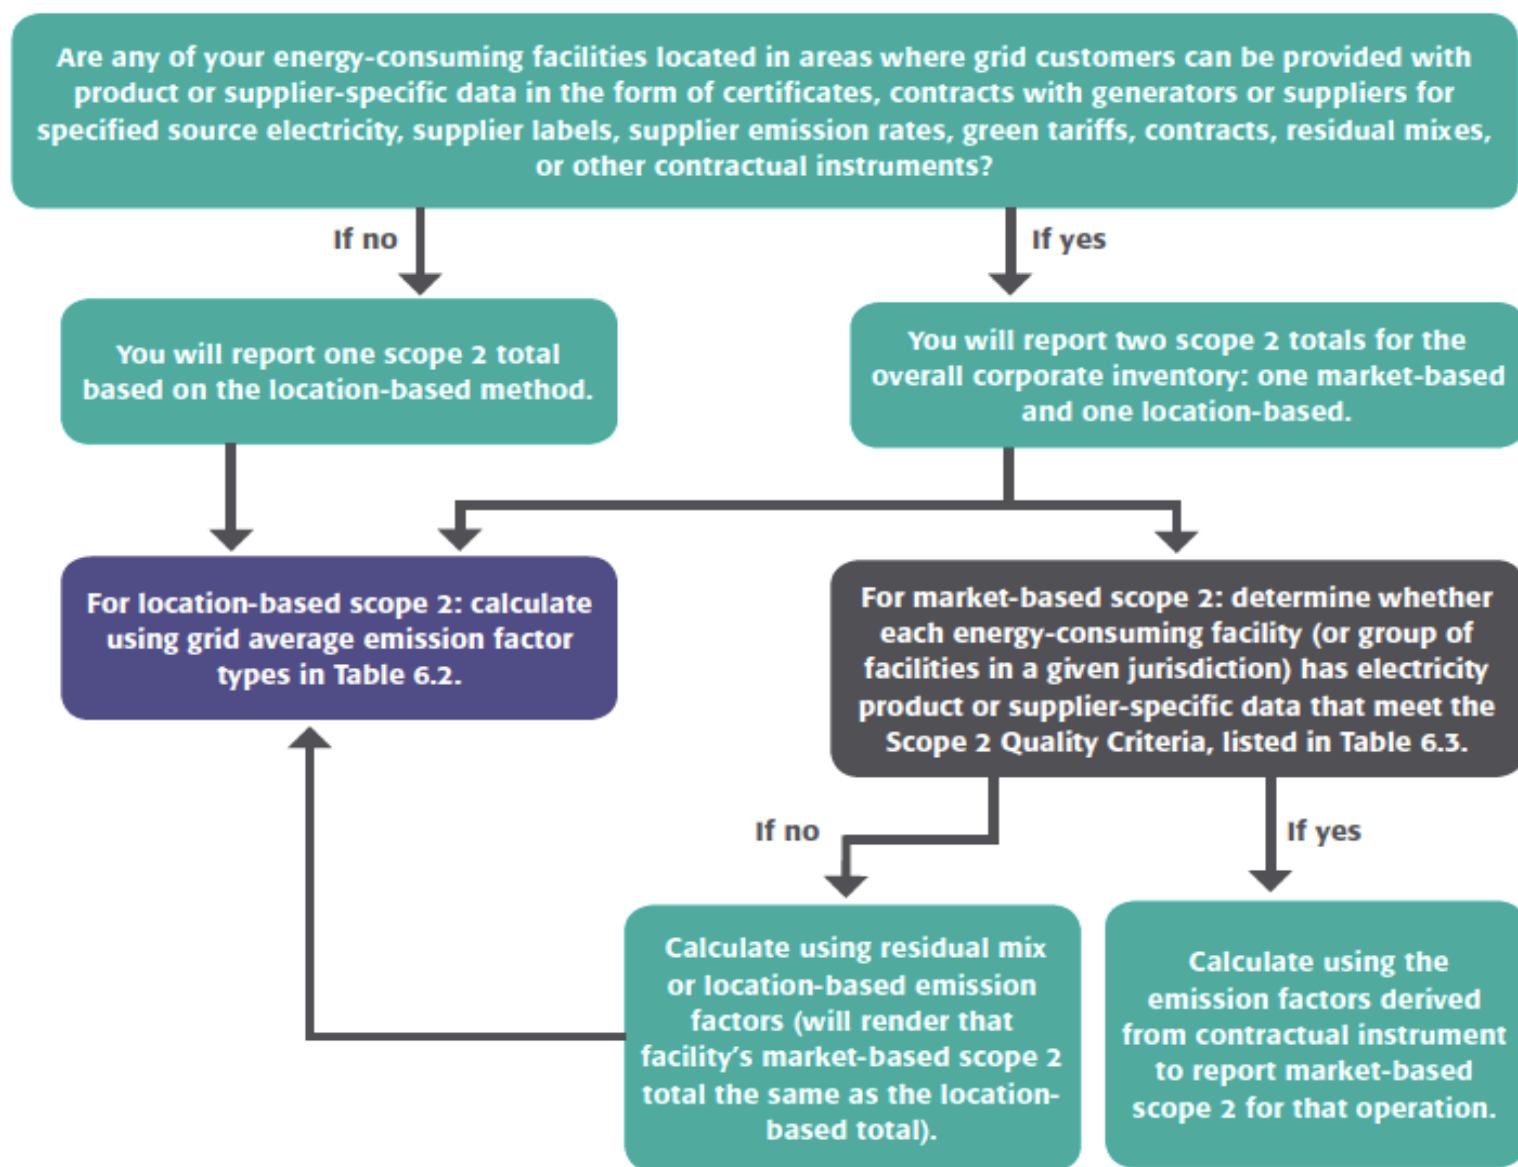 Are any of your energy-consuming facilities located in areas where grid customers can be provided with
product or supplier-specific data in the form of certificates, contracts with generators or suppliers for
specified source electricity, supplier labels, supplier emission rates, green tariffs, contracts, residual mixes,
or other contractual instruments?
If no
If yes
You will report one scope 2 total
based on the location-based method.
You will report two scope 2 totals for the
overall corporate inventory: one market-based
and one location-based.
For location-based scope 2: calculate
using grid average emission factor
types in Table 6.2.
For market-based scope 2: determine whether
each energy-consuming facility (or group of
facilities in a given jurisdiction) has electricity
product or supplier-specific data that meet the
Scope 2 Quality Criteria, listed in Table 6.3.
If no
If yes
Calculate using residual mix
or location-based emission
factors (will render that
facility’s market-based scope 2
total the same as the location-
based total).
Calculate using the
emission factors derived
from contractual instrument
to report market-based
scope 2 for that operation.